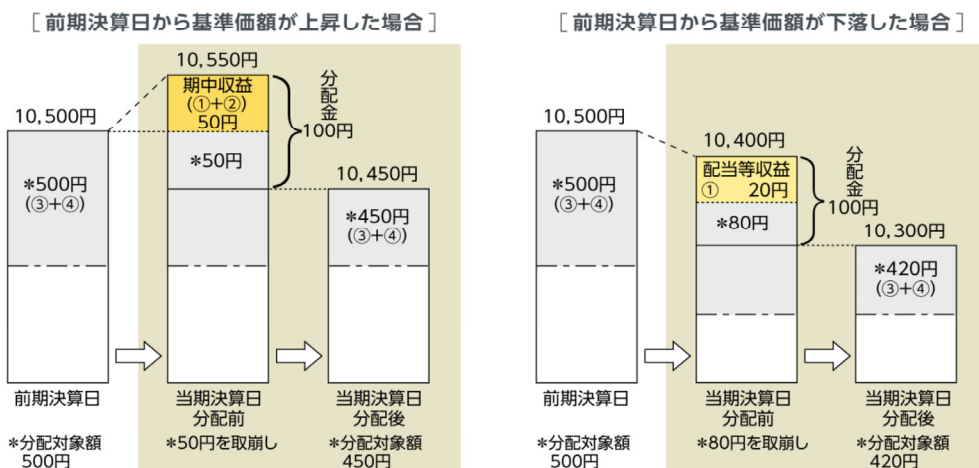 [前期決算日から基準価額が上昇した場合]
10,550円
10,500円
期中収益
(①+②)
50円
分配金
100円
*50円
*500円
(③+④)
10,450円
*450円
(③+④)
前期決算日
当期決算日
分配前
当期決算日
分配後
*分配対象額
500円
*50円を取崩し
*分配対象額
450円
[前期決算日から基準価額が下落した場合]
10,500円
10,400円
配当等収益
① 20円
分配金
100円
*80円
*500円
(③+④)
10,300円
*420円
(③+④)
前期決算日
当期決算日
分配前
当期決算日
分配後
*分配対象額
500円
*80円を取崩し
*分配対象額
420円